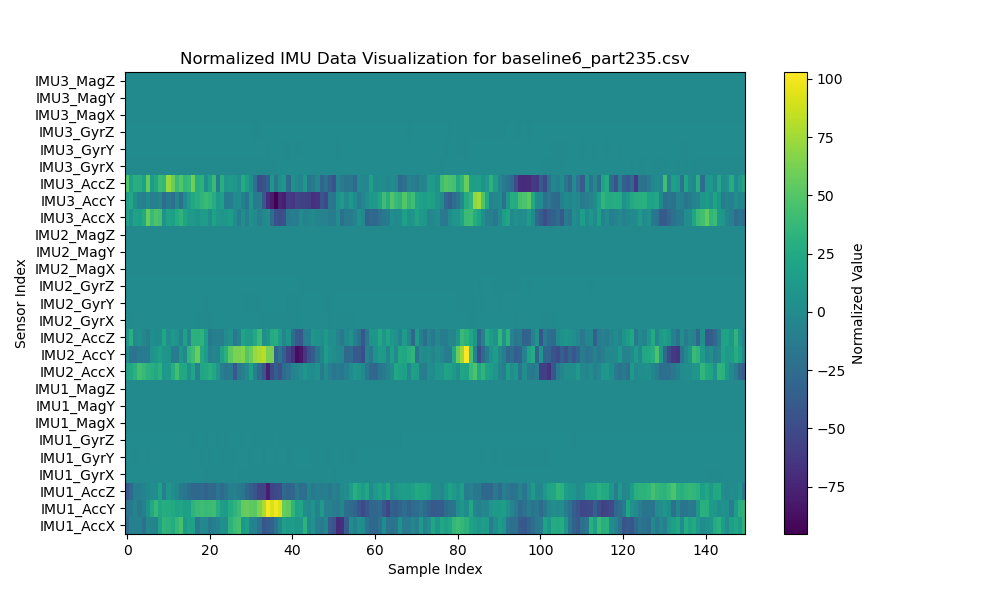 Normalized IMU Data Visualization for baseline6_part235.csv
IMU3_MagZ
IMU3_MagY
IMU3_MagX
IMU3_GyrZ
IMU3_GyrY
IMU3_GyrX
IMU3_AccZ
IMU3_AccY
IMU3_AccX
IMU2_MagZ
IMU2_MagY
IMU2_MagX
IMU2_GyrZ
IMU2_GyrY
IMU2_GyrX
IMU2_AccZ
IMU2_AccY
IMU2_AccX
IMU1_MagZ
IMU1_MagY
IMU1_MagX
IMU1_GyrZ
IMU1_GyrY
IMU1_GyrX
IMU1_AccZ
IMU1_AccY
IMU1_AccX
Sensor Index
0 20 40 60 80 100 120 140
Sample Index
100
75
50
25
0
−25
−50
−75
Normalized Value